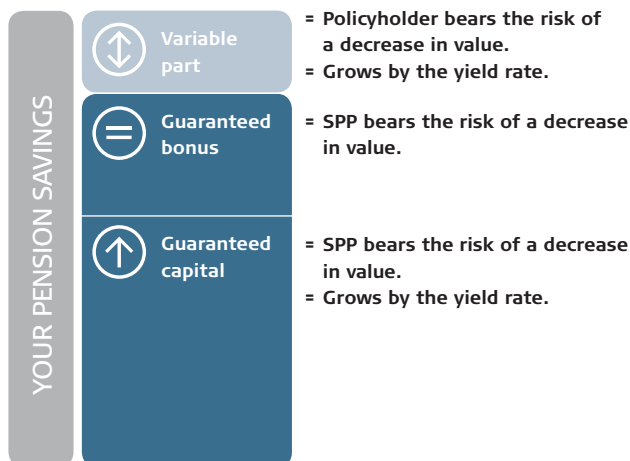 YOUR PENSION SAVINGS
Variable
part
= Policyholder bears the risk of
a decrease in value.
= Grows by the yield rate.
Guaranteed
bonus
= SPP bears the risk of a decrease
in value.
Guaranteed
capital
= SPP bears the risk of a decrease
in value.
= Grows by the yield rate.